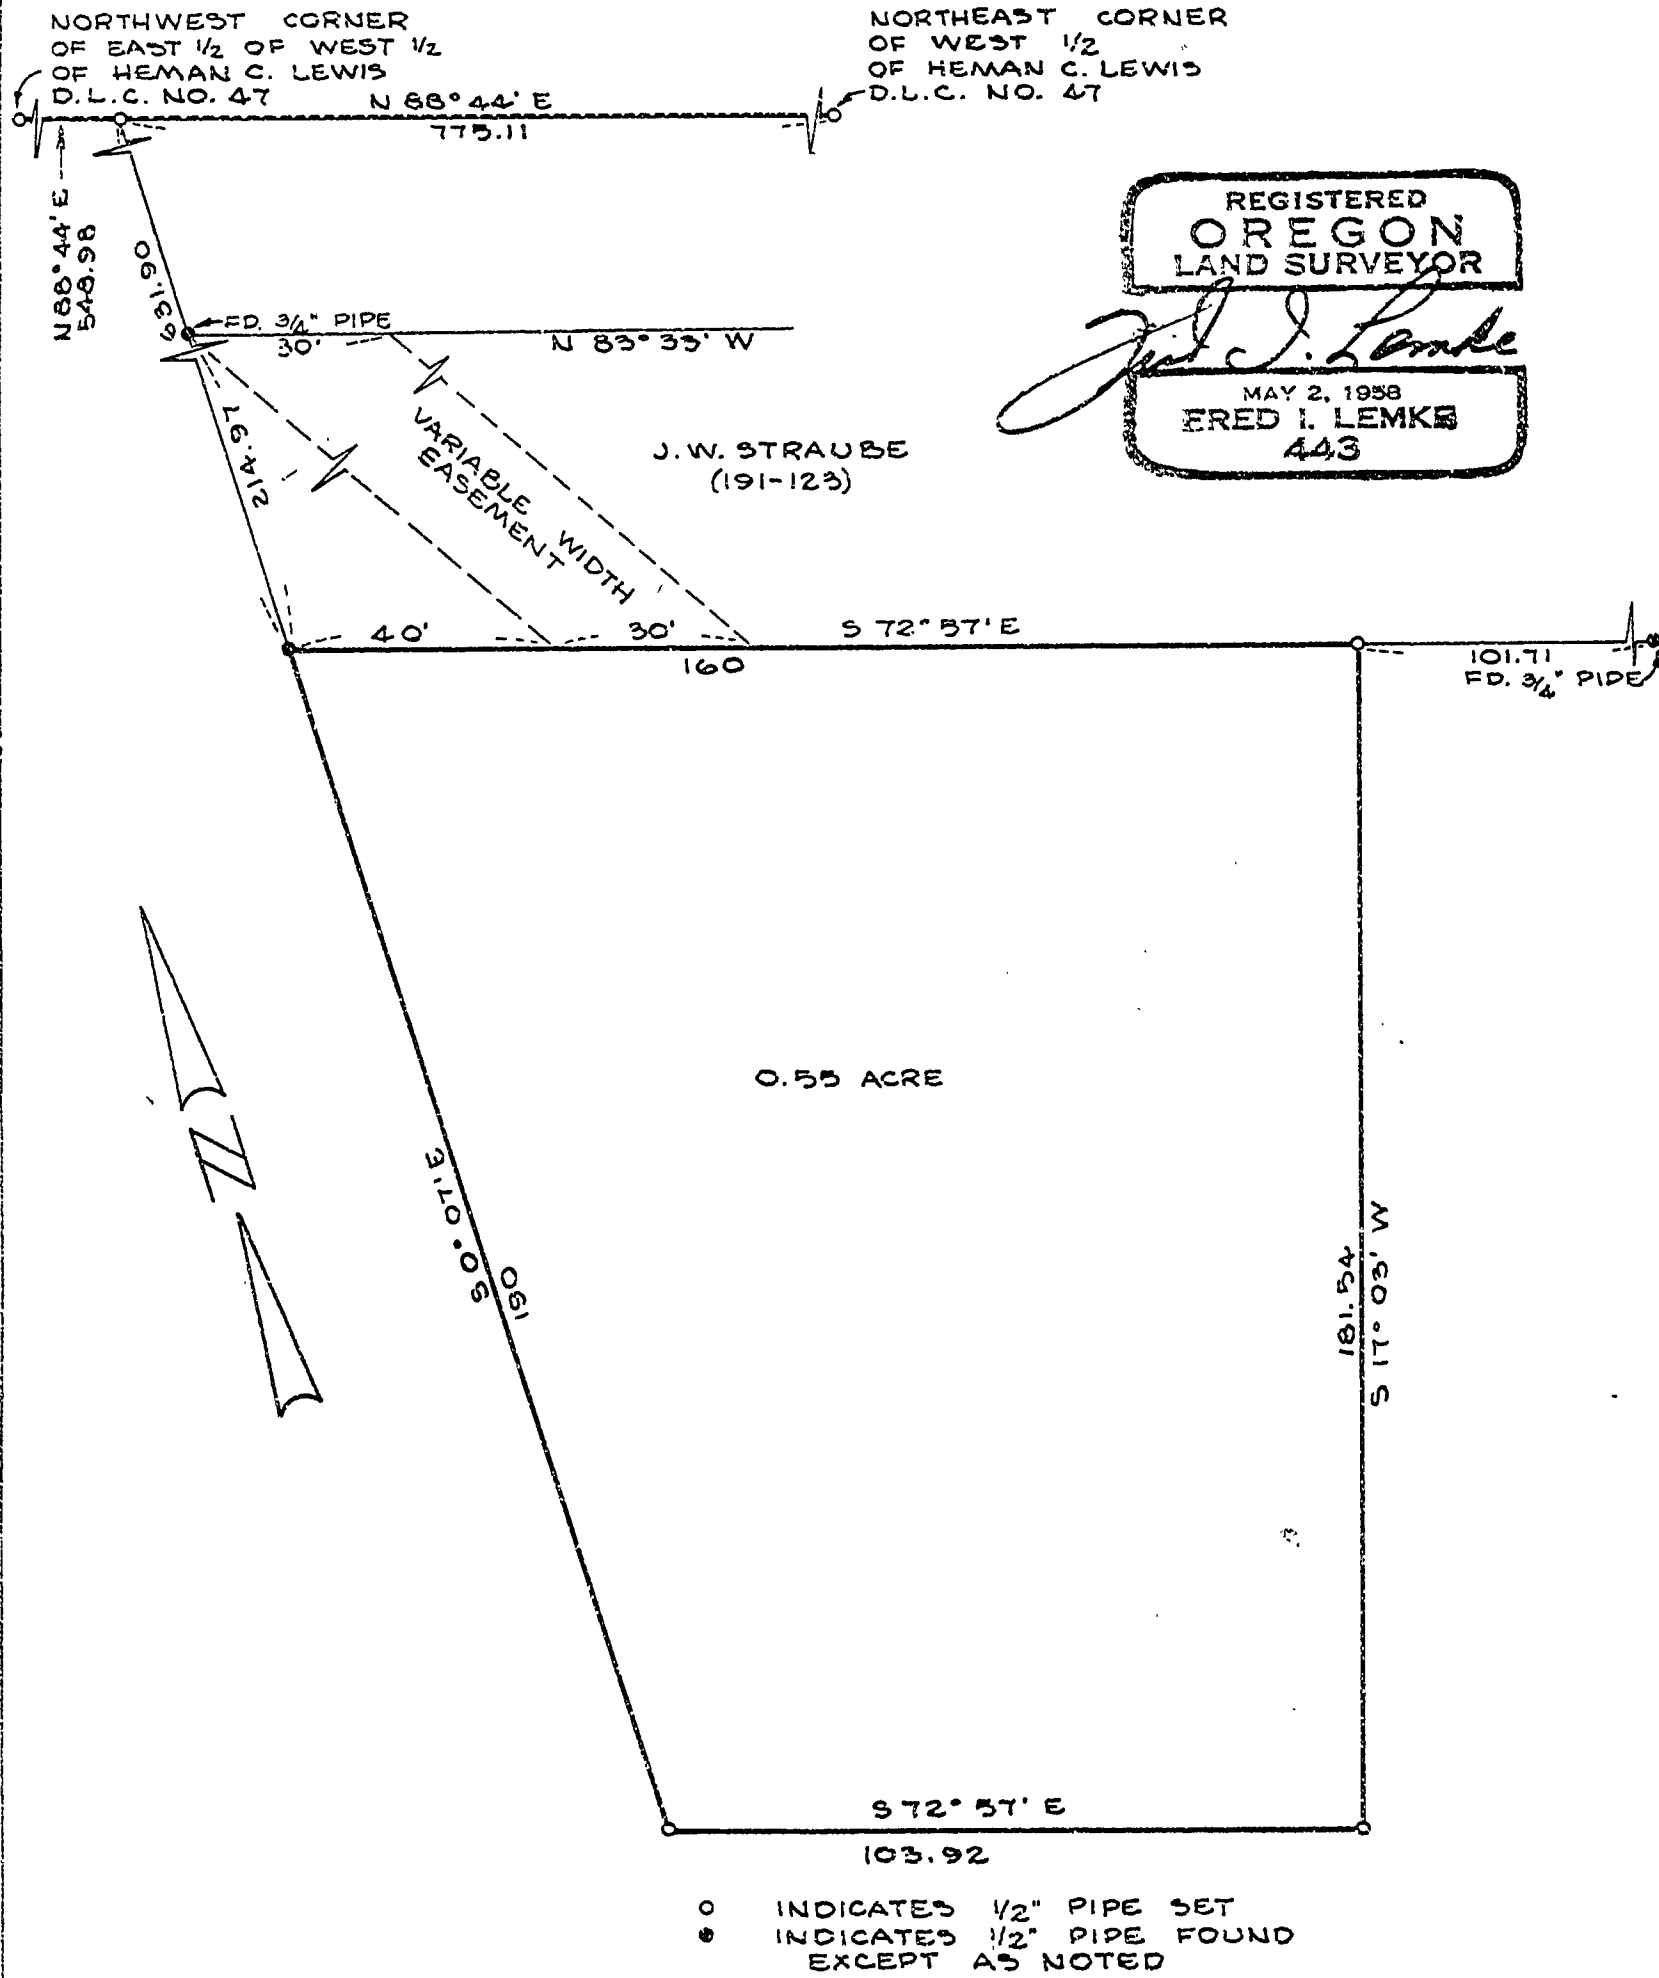 NORTHWEST CORNER
OF EAST 1/2 OF WEST 1/2
OF HEMAN C. LEWIS
D.L.C. NO. 47
NORTHEAST CORNER
OF WEST 1/2
OF HEMAN C. LEWIS
D.L.C. NO. 47
N 88° 44' E
775.11
N 88° 44' E
548.98
631.90
REGISTERED
OREGON
LAND SURVEYOR
Fred I. Lemke
MAY 2, 1958
FRED I. LEMKE
443
FD. 3/4" PIPE
30'
N 83° 33' W
214.97
VARIABLE WIDTH
EASEMENT
J. W. STRAUBE
(191-123)
40'
30'
S 72° 57' E
160
101.71
FD. 3/4" PIPE
0.55 ACRE
N
S 0° 07' E
190
181.54
S 17° 03' W
S 72° 57' E
103.92
INDICATES 1/2" PIPE SET
INDICATES 1/2" PIPE FOUND
EXCEPT AS NOTED